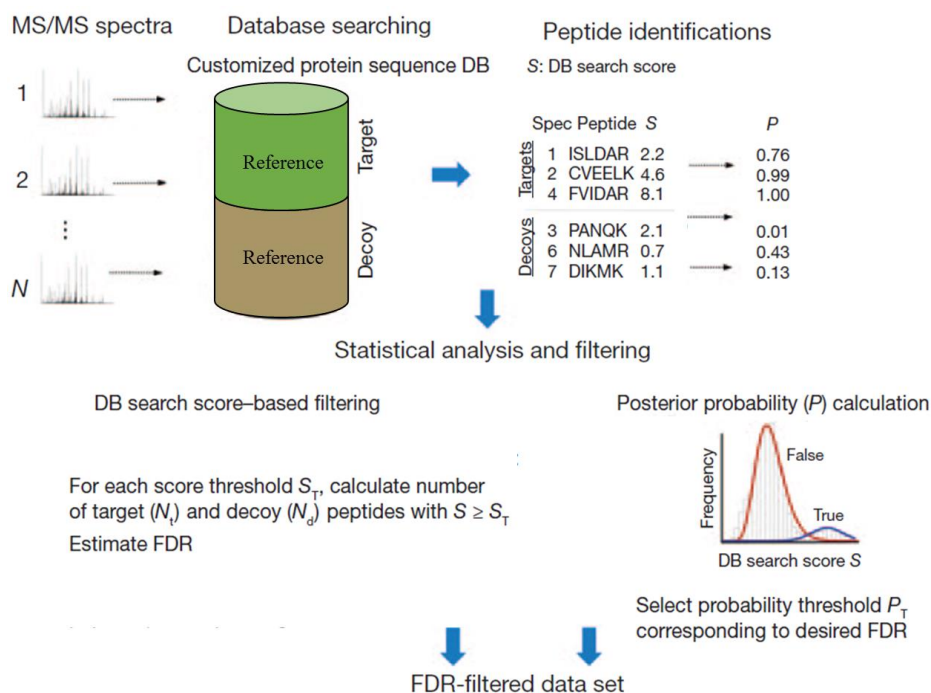 MS/MS spectra
Database searching
Peptide identifications
Customized protein sequence DB
S: DB search score
1
2
N
Reference
Target
Reference
Decoy
Spec Peptide S P
Targets
1 ISLDAR 2.2 0.76
2 CVEELK 4.6 0.99
4 FVIDAR 8.1 1.00
Decoys
3 PANQK 2.1 0.01
6 NLAMR 0.7 0.43
7 DIKMK 1.1 0.13
Statistical analysis and filtering
DB search score–based filtering
For each score threshold S_T, calculate number
of target (N_t) and decoy (N_d) peptides with S ≥ S_T
Estimate FDR
Posterior probability (P) calculation
Frequency
False
True
DB search score S
Select probability threshold P_T
corresponding to desired FDR
FDR-filtered data set